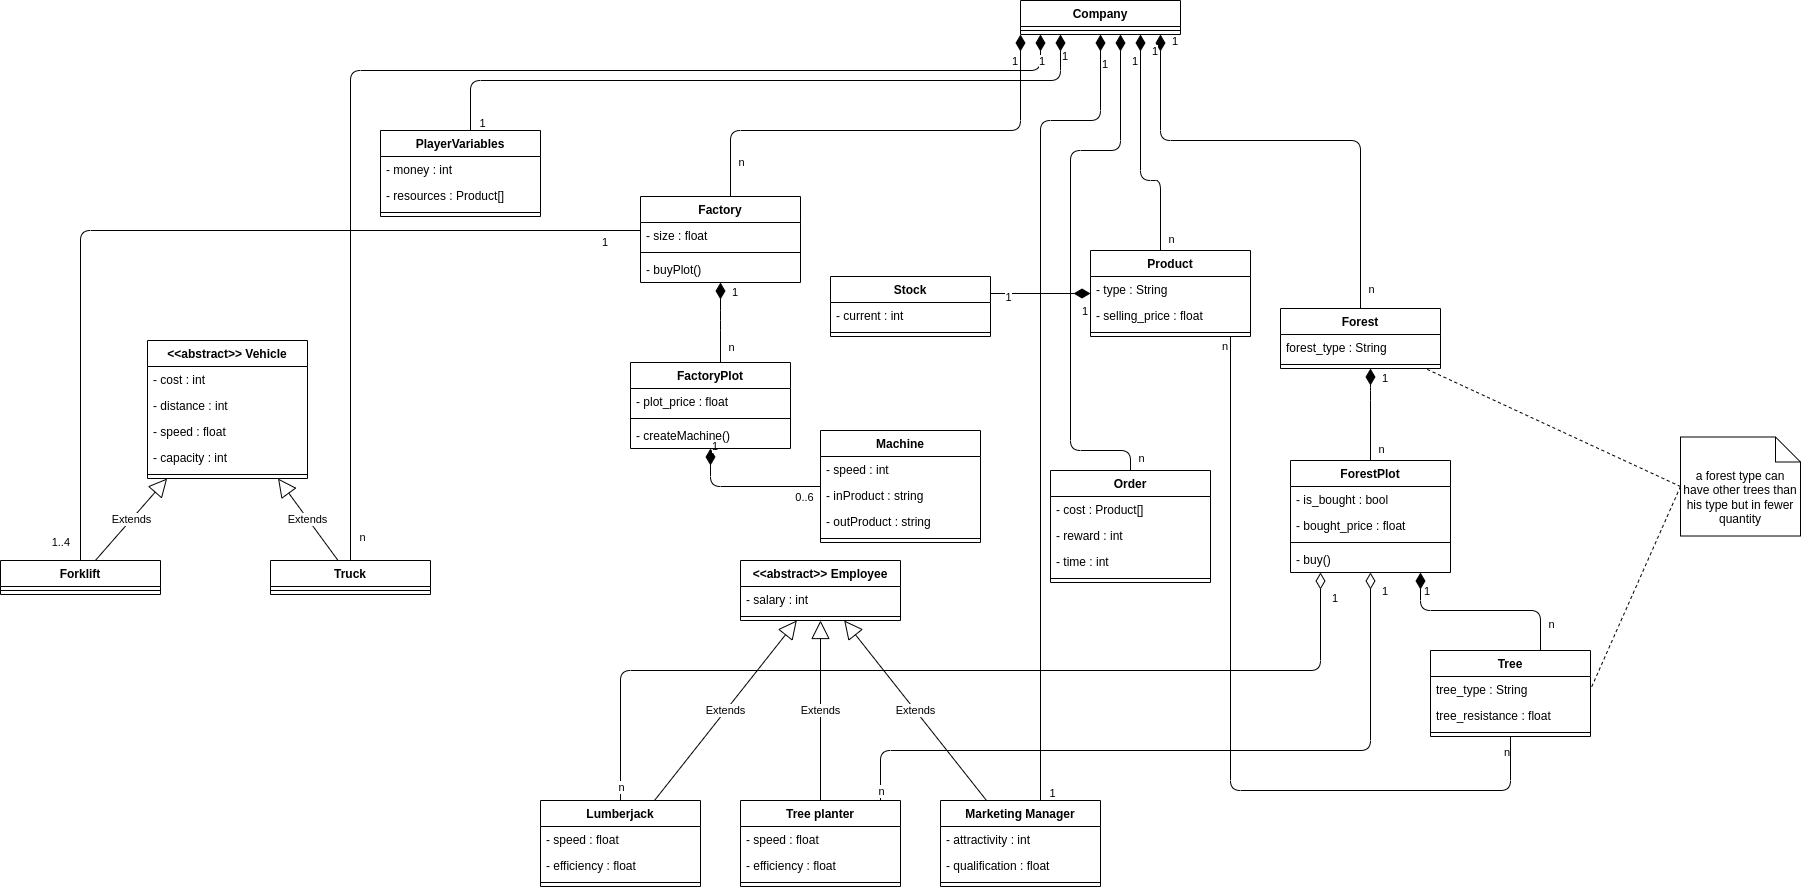 Company
1
1
1
1
1
1
1
1
n
n
n
n
PlayerVariables
- money : int
- resources : Product[]
Factory
- size : float
- buyPlot()
1
1
n
Stock
- current : int
1
1
Product
- type : String
- selling_price : float
n
Forest
forest_type : String
1
n
<<abstract>> Vehicle
- cost : int
- distance : int
- speed : float
- capacity : int
Extends
Extends
1..4
n
Forklift
Truck
FactoryPlot
- plot_price : float
- createMachine()
1
0..6
Machine
- speed : int
- inProduct : string
- outProduct : string
Order
- cost : Product[]
- reward : int
- time : int
ForestPlot
- is_bought : bool
- bought_price : float
- buy()
1
1
1
n
a forest type can
have other trees than
his type but in fewer
quantity
<<abstract>> Employee
- salary : int
Extends
Extends
Extends
Tree
tree_type : String
tree_resistance : float
n
n
n
1
Lumberjack
- speed : float
- efficiency : float
Tree planter
- speed : float
- efficiency : float
Marketing Manager
- attractivity : int
- qualification : float